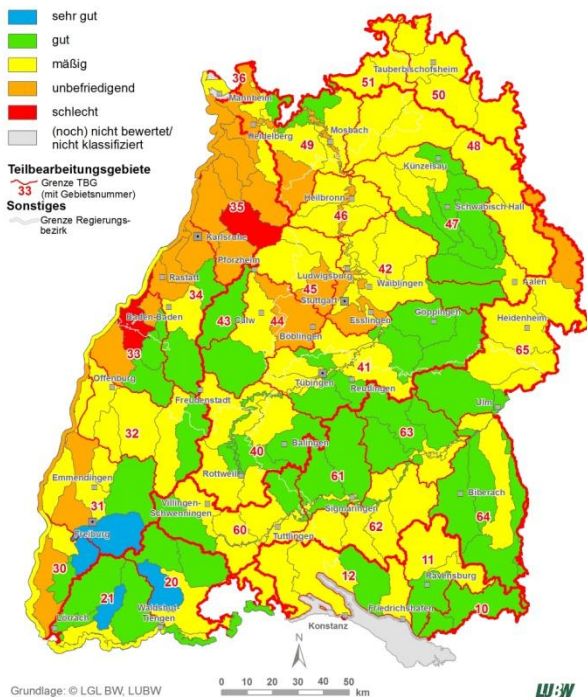 sehr gut
gut
mäßig
unbefriedigend
schlecht
(noch) nicht bewertet/
nicht klassifiziert
Teilbearbeitungsgebiete
33
Grenze TBG
(mit Gebietsnummer)
Sonstiges
Grenze Regierungs-
bezirk
36
Mannheim
Heidelberg
51
Tauberbischofsheim
50
49
Mosbach
48
Künzelsau
Heilbronn
46
47
Schwäbisch Hall
35
Karlsruhe
Pforzheim
42
Ludwigsburg
45
Stuttgart
Waiblingen
Aalen
Rastatt
34
Baden-Baden
43
Calw
44
Böblingen
Esslingen
Göppingen
Heidenheim
65
33
Offenburg
Freudenstadt
41
Tübingen
Reutlingen
Ulm
32
40
Balingen
63
Rottweil
61
Emmendingen
31
Freiburg
Villingen-
Schwenningen
60
Tuttlingen
Sigmaringen
62
Biberach
64
30
21
20
Lörrach
Waldshut-
Tiengen
12
11
Ravensburg
Friedrichshafen
10
Konstanz
N
0 10 20 30 40 50
km
Grundlage: © LGL BW, LUBW
LUBW